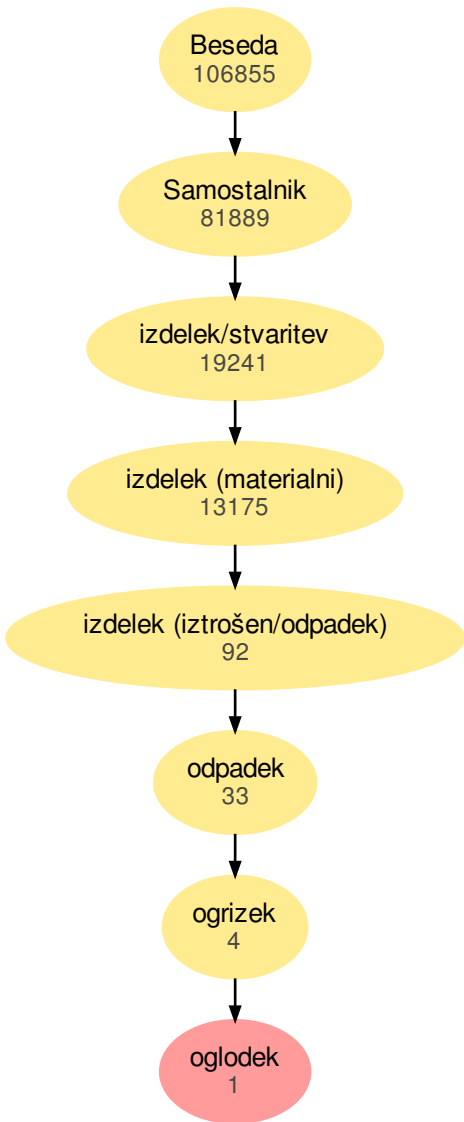 Beseda
106855
Samostalnik
81889
izdelek/stvaritev
19241
izdelek (materialni)
13175
izdelek (iztrošen/odpadek)
92
odpadek
33
ogrizek
4
oglodek
1